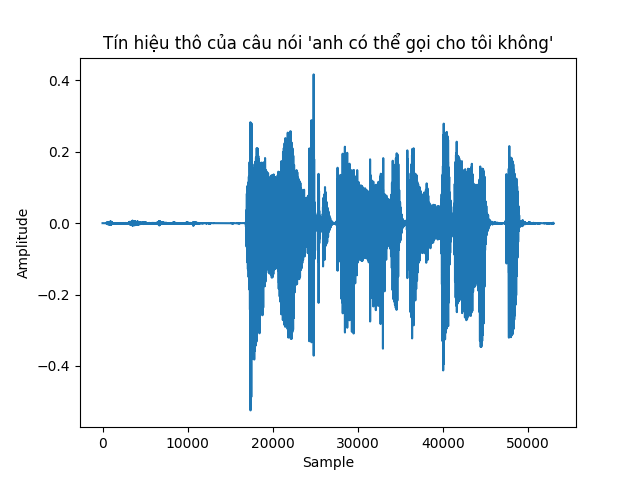 Tín hiệu thô của câu nói 'anh có thể gọi cho tôi không'
0.4
0.2
0.0
−0.2
−0.4
Amplitude
0 10000 20000 30000 40000 50000
Sample